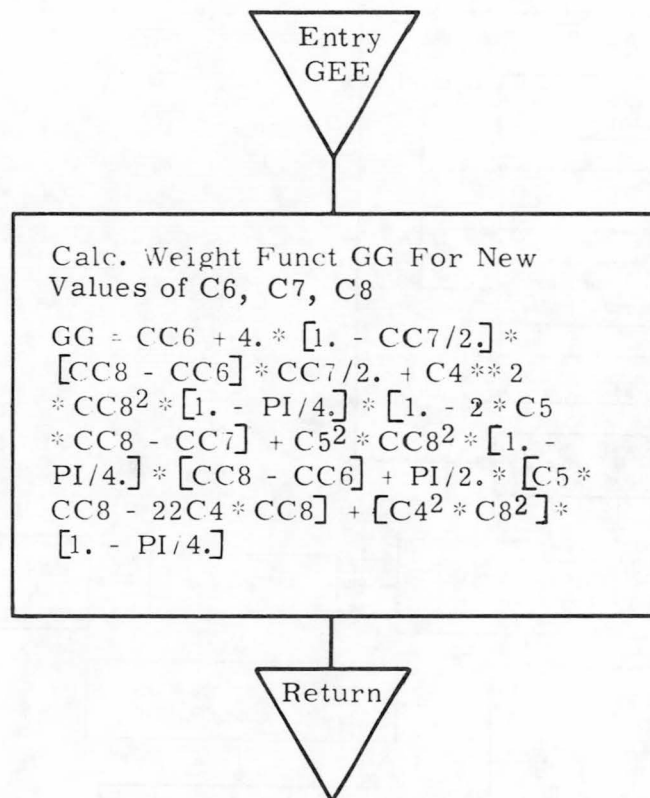 Entry
GEE
Calc. Weight Funct GG For New
Values of C6, C7, C8
GG = CC6 + 4. * [1. - CC7/2.] *
[CC8 - CC6] * CC7/2. + C4 ** 2
* CC8² * [1. - PI/4.] * [1. - 2 * C5
* CC8 - CC7] + C5² * CC8² * [1. -
PI/4.] * [CC8 - CC6] + PI/2. * [C5 *
CC8 - 22C4 * CC8] + [C4² * C8²] *
[1. - PI/4.]
Return